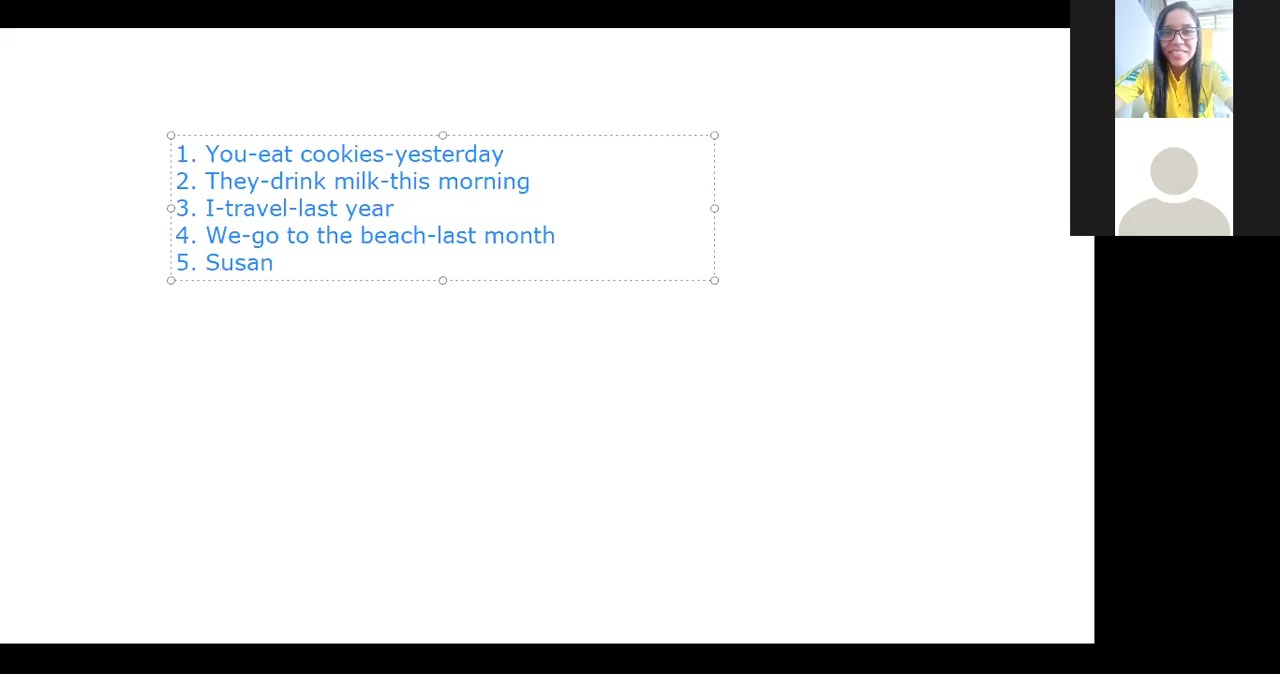 1. You-eat cookies-yesterday
2. They-drink milk-this morning
3. I-travel-last year
4. We-go to the beach-last month
5. Susan